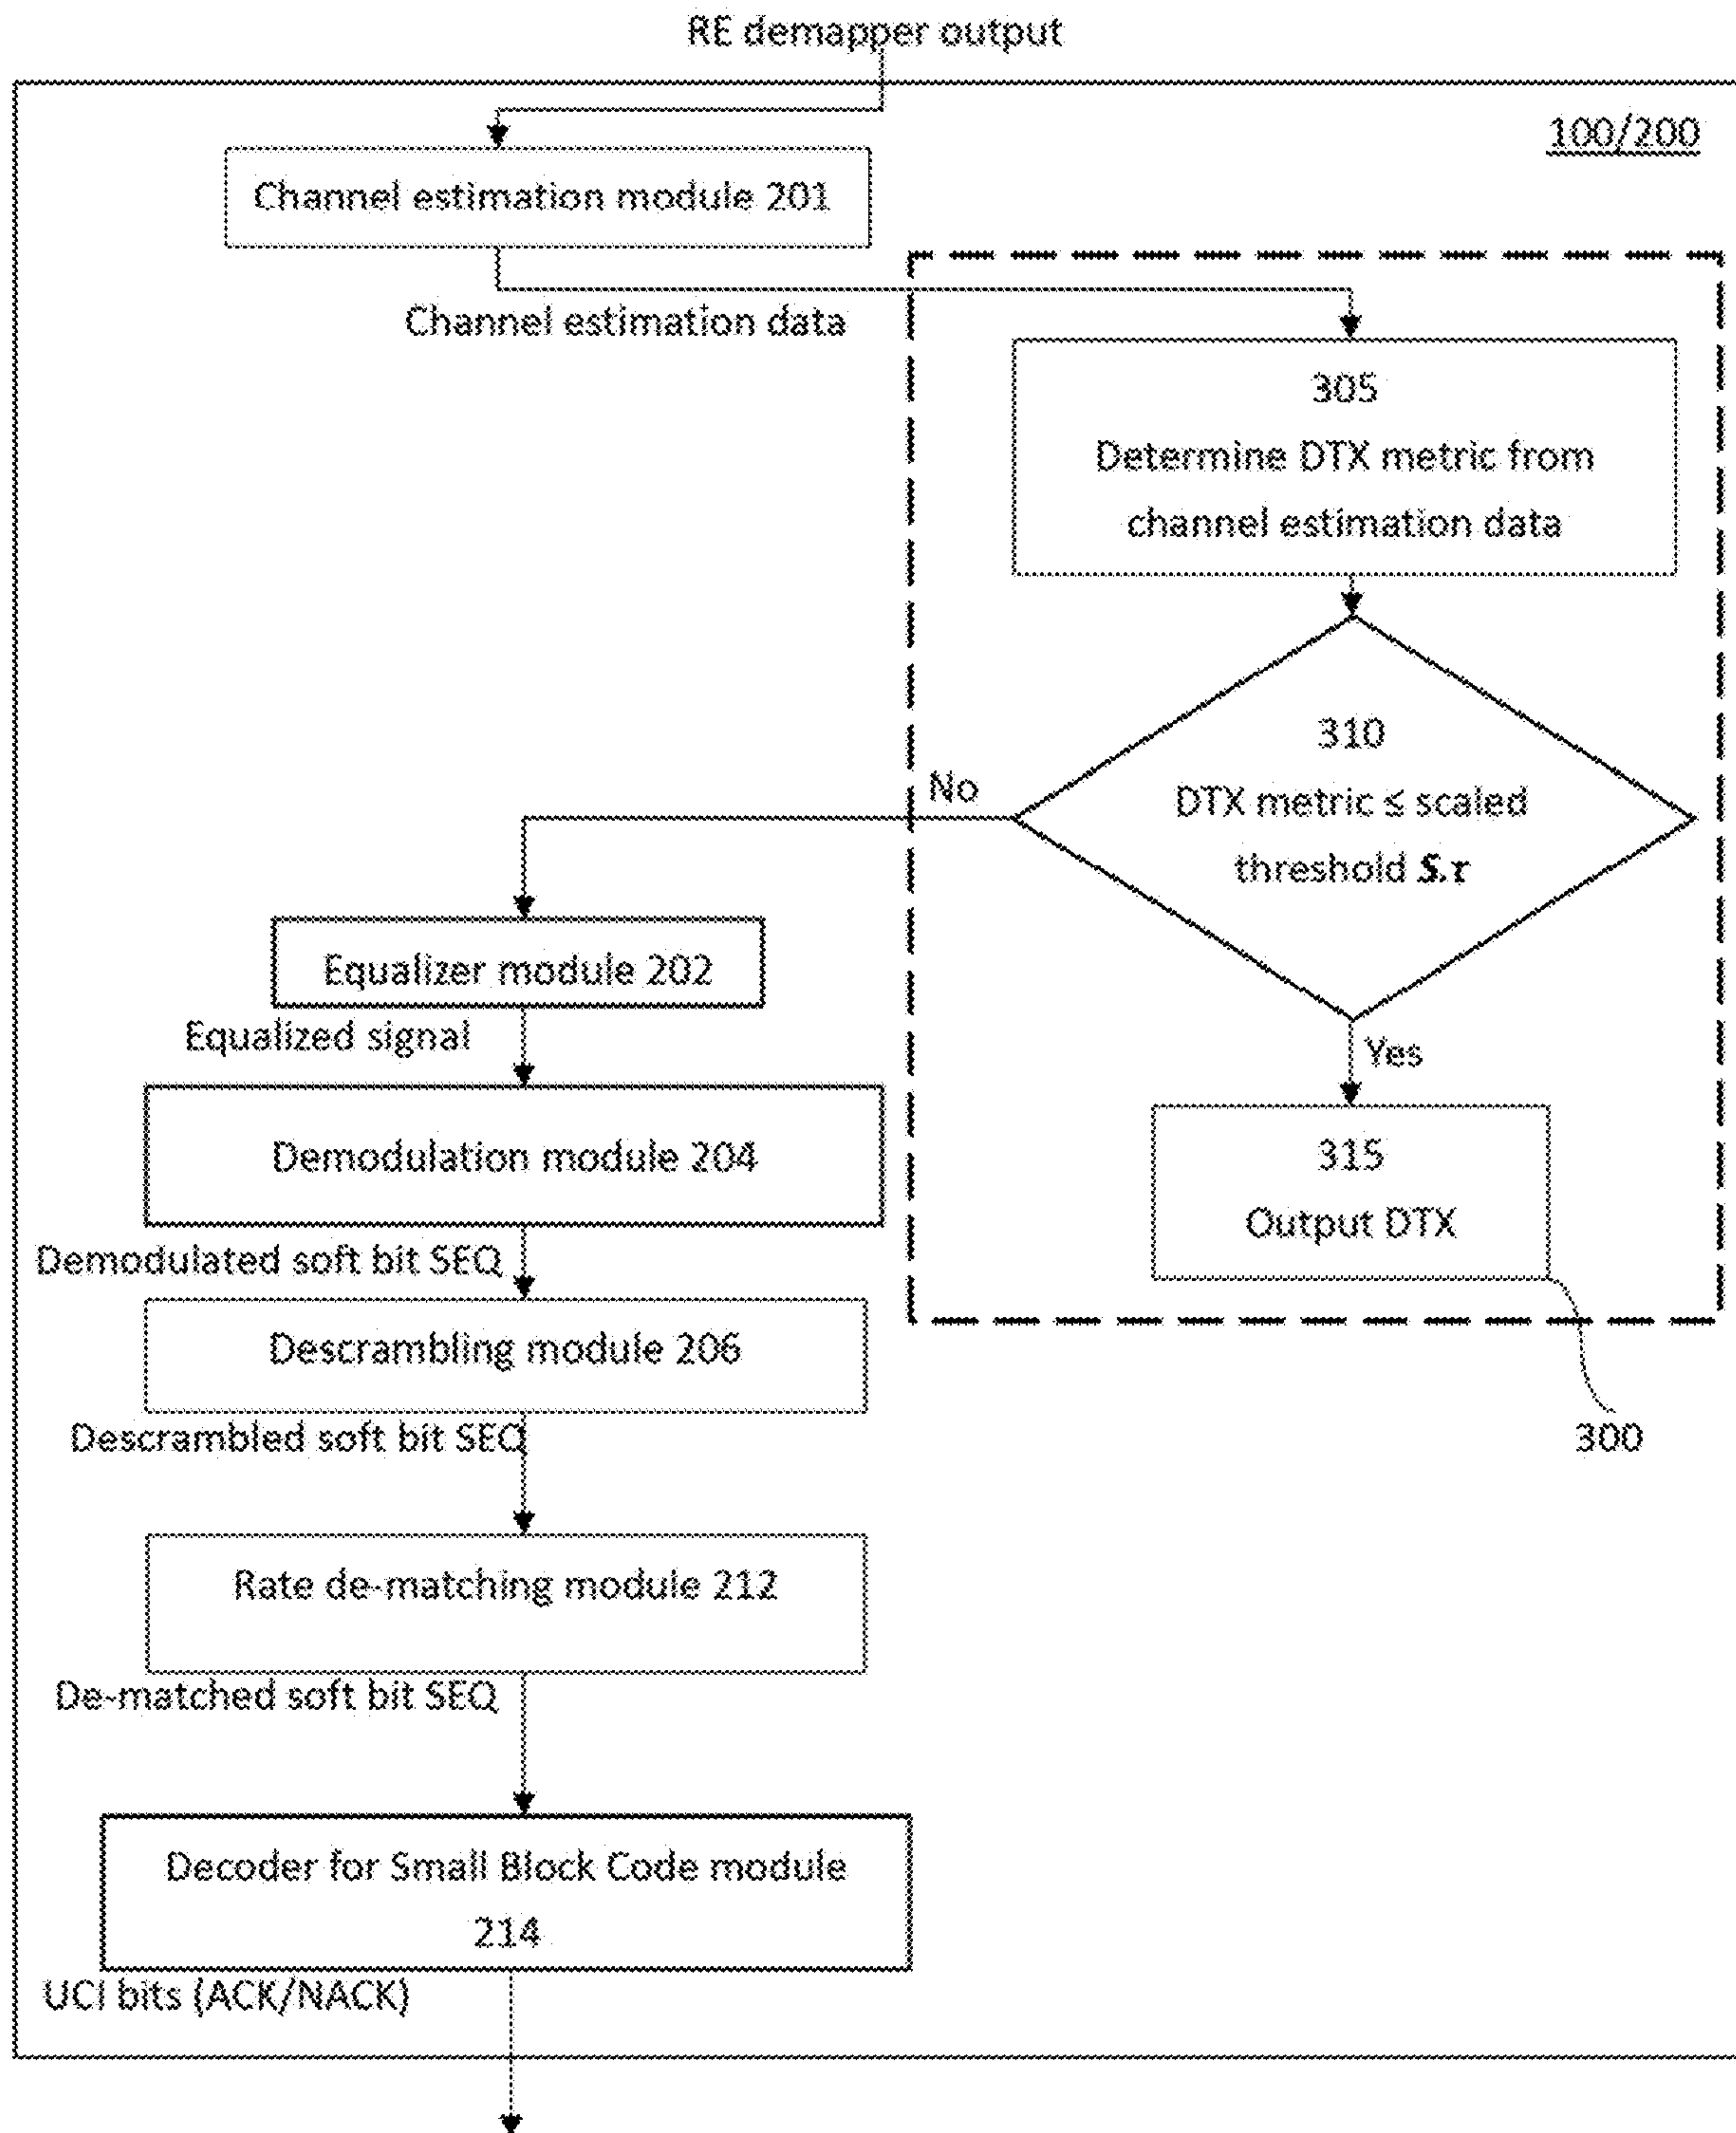 RE demapper output
100/200
Channel estimation module 201
Channel estimation data
305
Determine DTX metric from
channel estimation data
310
DTX metric ≤ scaled
threshold S.τ
No
Yes
315
Output DTX
300
Equalizer module 202
Equalized signal
Demodulation module 204
Demodulated soft bit SEQ
Descrambling module 206
Descrambled soft bit SEQ
Rate de-matching module 212
De-matched soft bit SEQ
Decoder for Small Block Code module
214
UCI bits (ACK/NACK)